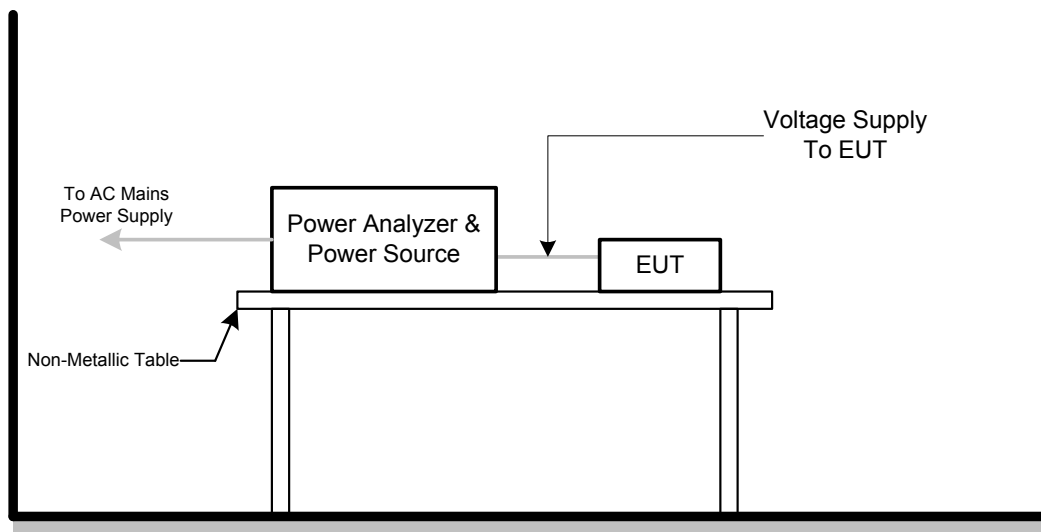 Voltage Supply
To EUT
To AC Mains
Power Supply
Power Analyzer &
Power Source
EUT
Non-Metallic Table